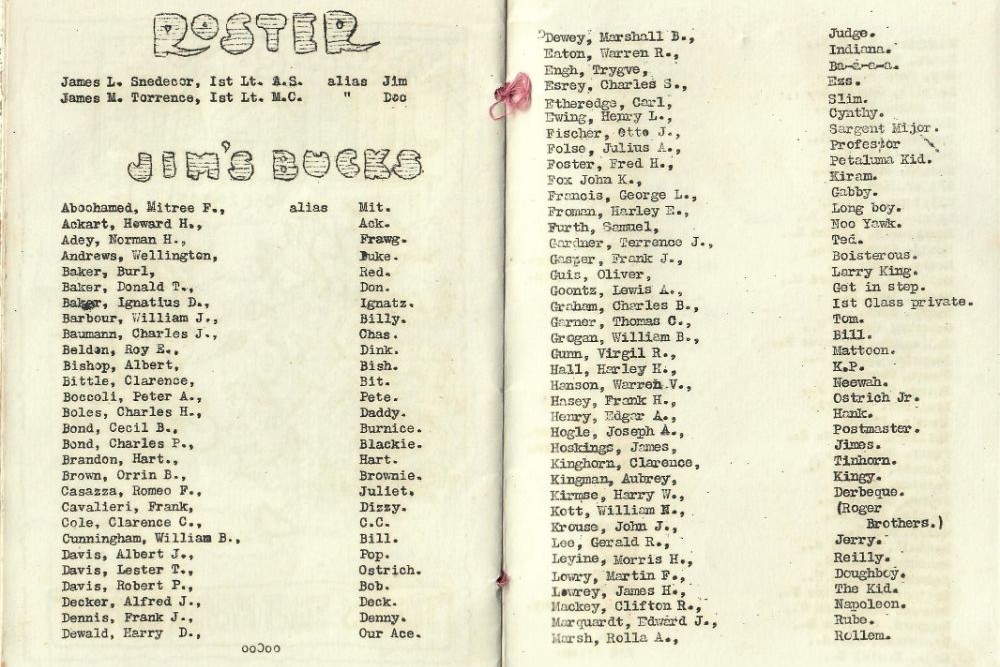 ROSTER
James L. Snedecor, Ist Lt. A.S. alias Jim
James M. Torrence, Ist Lt. M.C. " Doc
JIM'S BUCKS
Aboohamed, Mitree F., alias Mit.
Ackart, Howard H., Ack.
Adey, Norman H., Frawg.
Andrews, Wellington, Duke.
Baker, Burl, Red.
Baker, Donald T., Don.
Baker, Ignatius D., Ignatz.
Barbour, William J., Billy.
Baumann, Charles J., Chas.
Beldon, Roy E., Dink.
Bishop, Albert, Bish.
Bittle, Clarence, Bit.
Boccoli, Peter A., Pete.
Boles, Charles H., Daddy.
Bond, Cecil B., Burnice.
Bond, Charles P., Blackie.
Brandon, Hart., Hart.
Brown, Orrin B., Brownie.
Casazza, Romeo F., Juliet.
Cavalieri, Frank, Dizzy.
Cole, Clarence C., C.C.
Cunningham, William B., Bill.
Davis, Albert J., Pop.
Davis, Lester T., Ostrich.
Davis, Robert P., Bob.
Decker, Alfred J., Deck.
Dennis, Frank J., Denny.
Dewald, Harry D., Our Ace.
ooOoo
Dewey, Marshall B., Judge.
Eaton, Warren R., Indiana.
Engh, Trygve, Ba-a-a-a.
Esrey, Charles S., Ezs.
Etheredge, Carl, Slim.
Ewing, Henry L., Cynthy.
Fischer, Otto J., Sargent Mijor.
Folse, Julius A., Professor
Foster, Fred H., Petaluma Kid.
Fox John K., Kiram.
Francis, George L., Gabby.
Froman, Harley E., Long boy.
Furth, Samuel, Noo Yawk.
Gardner, Terrence J., Ted.
Gasper, Frank J., Boisterous.
Guis, Oliver, Larry King.
Goontz, Lewis A., Get in step.
Graham, Charles B., Ist Class private.
Garner, Thomas C., Tom.
Grogan, William B., Bill.
Gunn, Virgil R., Mattoon.
Hall, Harley K., K.P.
Hanson, Warren V., Neewah.
Hasey, Frank H., Ostrich Jr.
Henry, Edgar A., Hank.
Hogle, Joseph A., Postmaster.
Hoskings, James, Jimes.
Kinghorn, Clarence, Tinhorn.
Kingman, Aubrey, Kingy.
Kirmse, Harry W., Derbeque.
Kott, William N., (Roger
Krouse, John J., Brothers.)
Lee, Gerald R., Jerry.
Levine, Morris H., Reilly.
Lowry, Martin F., Doughboy.
Lowrey, James H., The Kid.
Mackey, Clifton R., Napoleon.
Marquardt, Edward J., Rube.
Marsh, Rolla A., Rollem.